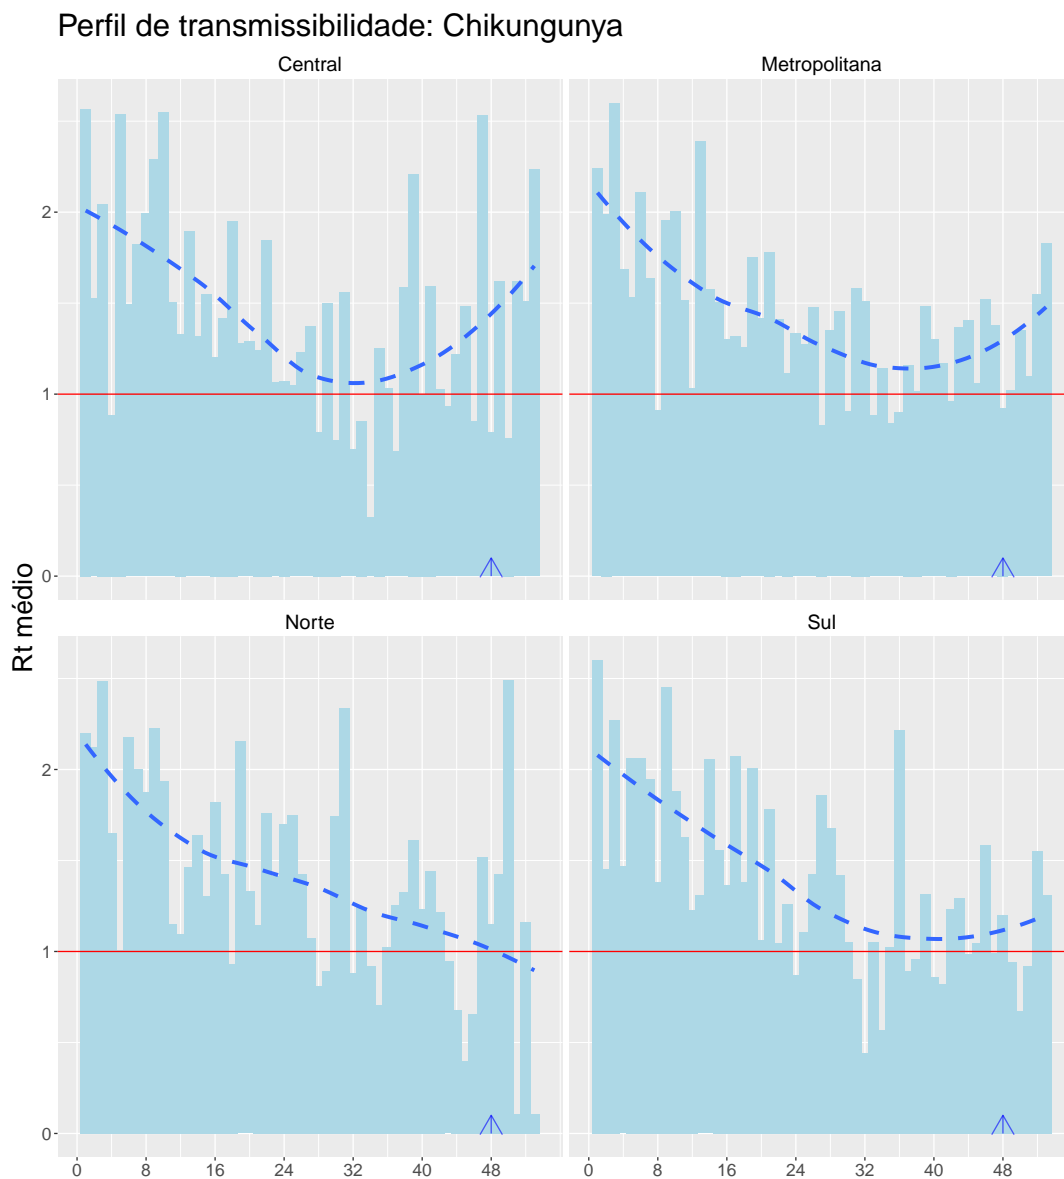 Perfil de transmissibilidade: Chikungunya
Central
Metropolitana
2
1
0
Rt médio
Norte
Sul
2
1
0
0 8 16 24 32 40 48
0 8 16 24 32 40 48